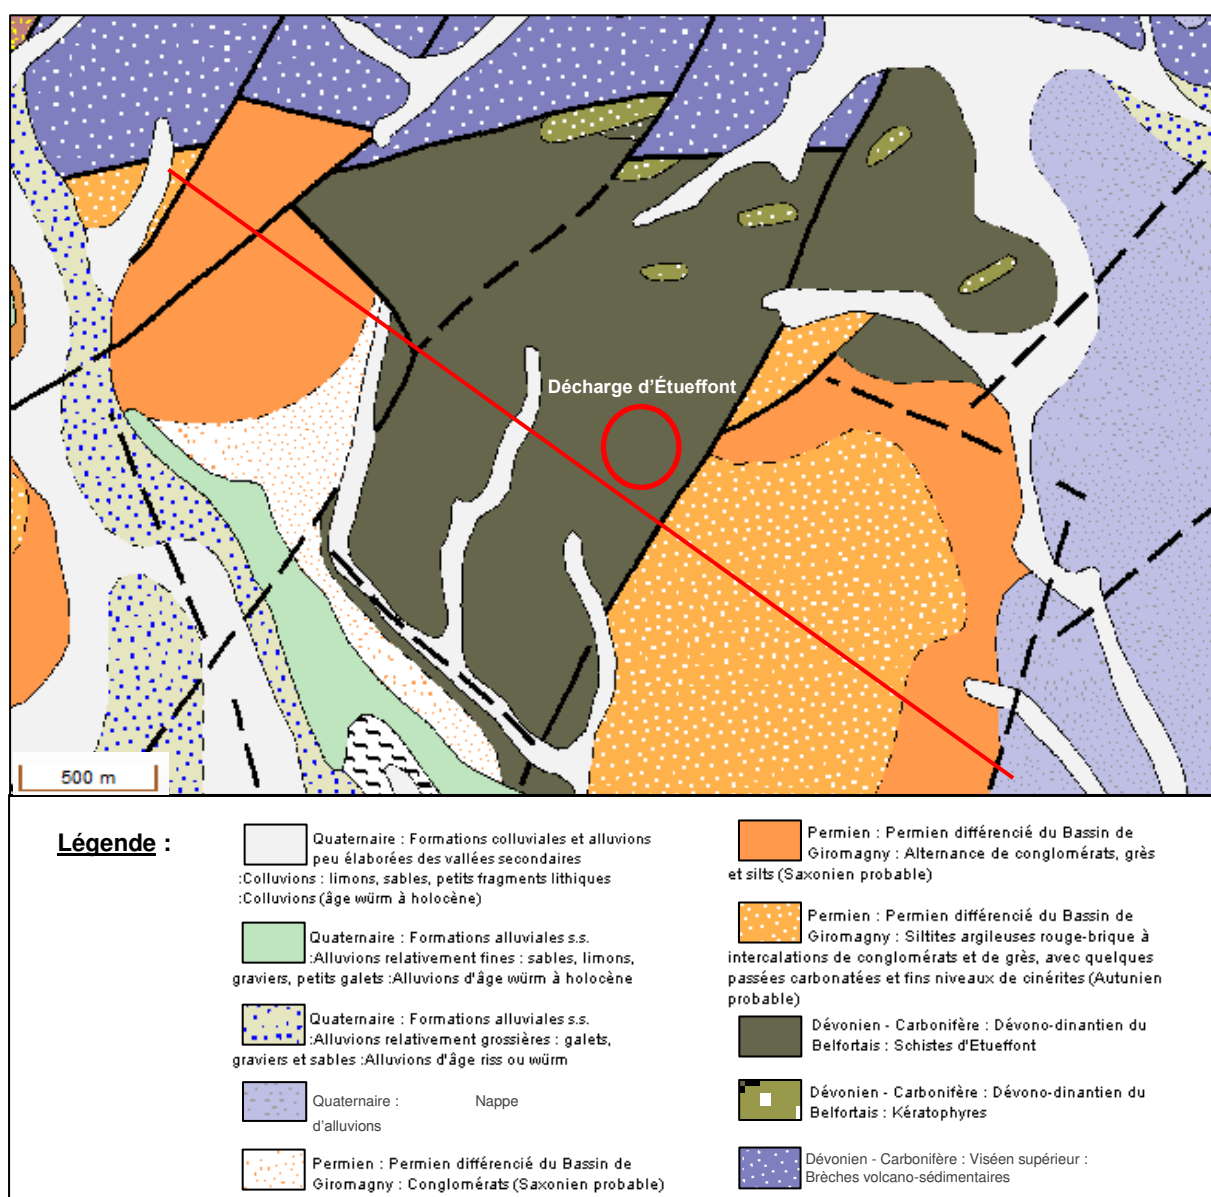 Décharge d'Étueffont
500 m
Légende :
Quaternaire : Formations colluviales et alluvions
peu élaborées des vallées secondaires
:Colluvions : limons, sables, petits fragments lithiques
:Colluvions (âge würm à holocène)
Quaternaire : Formations alluviales s.s.
:Alluvions relativement fines : sables, limons,
graviers, petits galets :Alluvions d'âge würm à holocène
Quaternaire : Formations alluviales s.s.
:Alluvions relativement grossières : galets,
graviers et sables :Alluvions d'âge riss ou würm
Quaternaire : Nappe
d'alluvions
Permien : Permien différencié du Bassin de
Giromagny : Conglomérats (Saxonien probable)
Permien : Permien différencié du Bassin de
Giromagny : Alternance de conglomérats, grès
et silts (Saxonien probable)
Permien : Permien différencié du Bassin de
Giromagny : Siltites argileuses rouge-brique à
intercalations de conglomérats et de grès, avec quelques
passées carbonatées et fins niveaux de cinérites (Autunien
probable)
Dévonien - Carbonifère : Dévono-dinantien du
Belfortais : Schistes d'Etueffont
Dévonien - Carbonifère : Dévono-dinantien du
Belfortais : Kératophyres
Dévonien - Carbonifère : Viséen supérieur :
Brèches volcano-sédimentaires